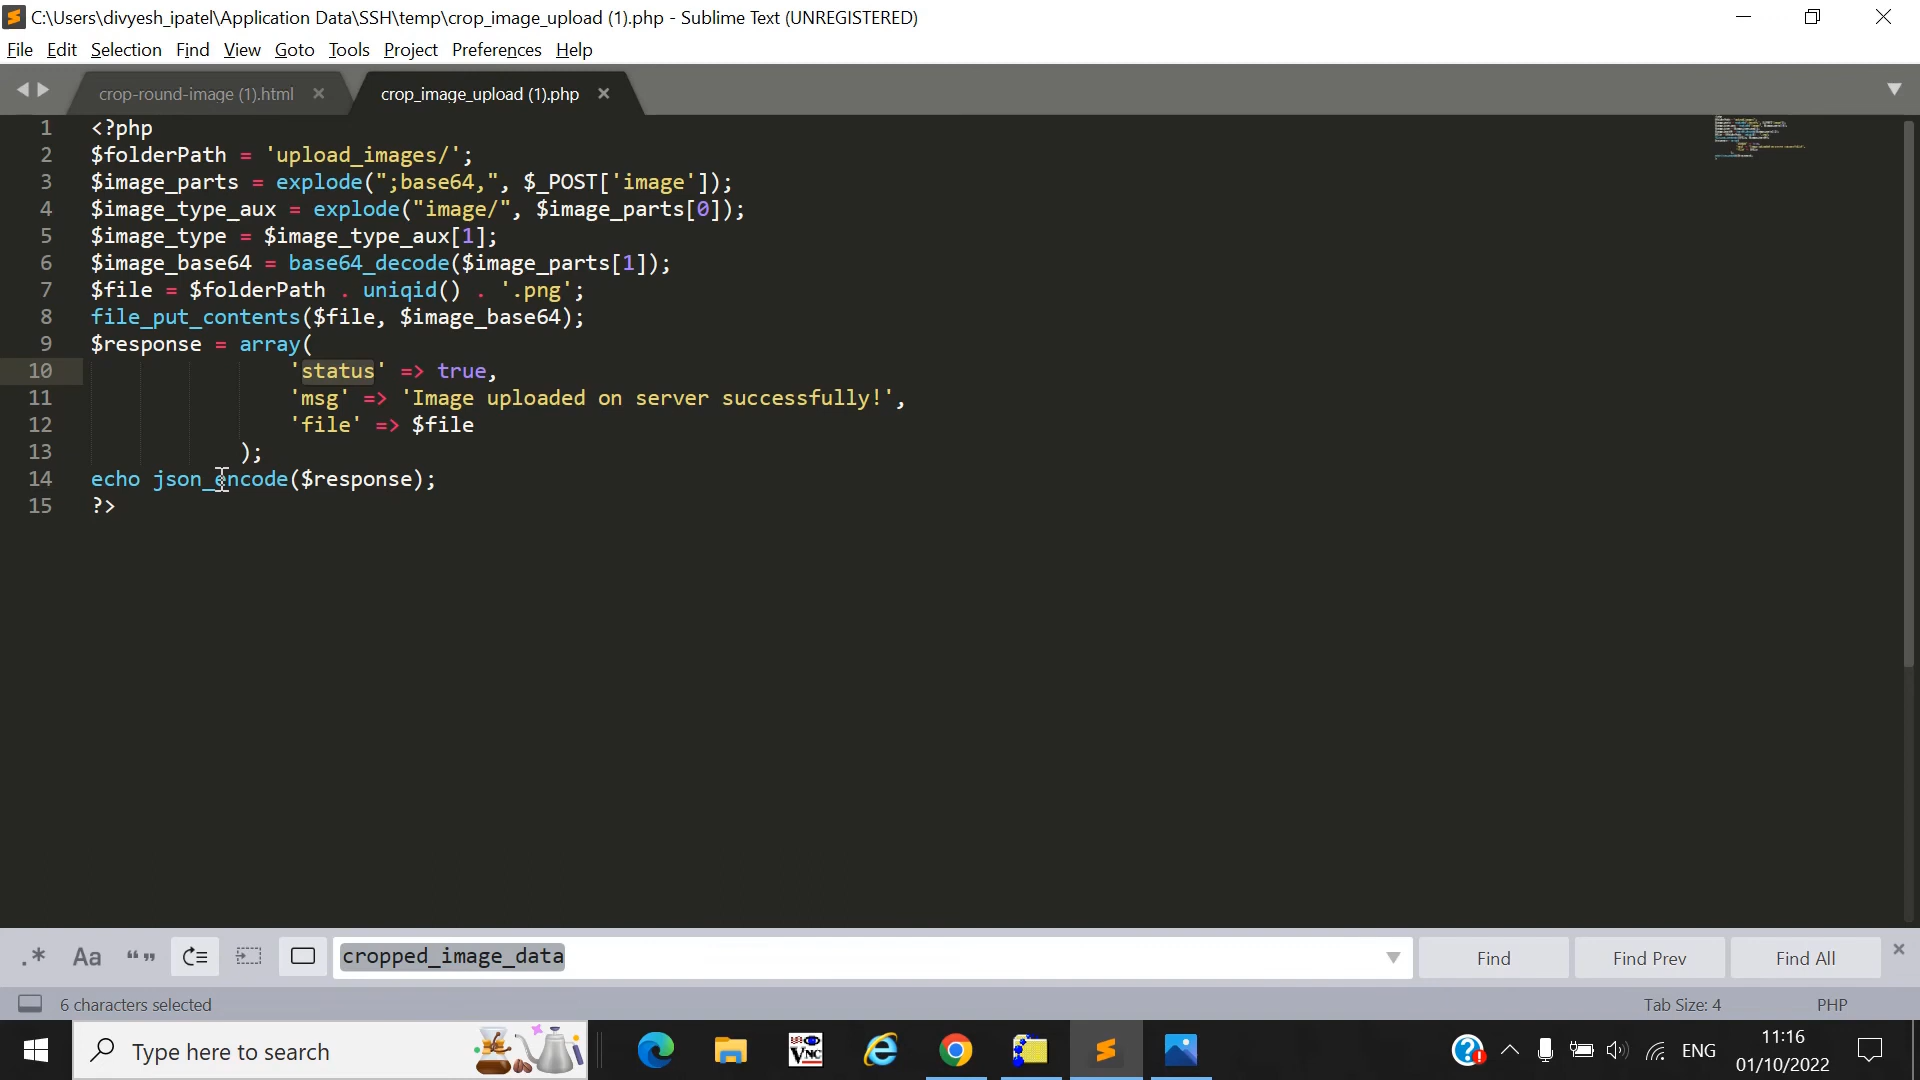 C:\Users\divyesh_ipatel\Application Data\SSH\temp\crop_image_upload (1).php - Sublime Text (UNREGISTERED)
File Edit Selection Find View Goto Tools Project Preferences Help
crop-round-image (1).html crop_image_upload (1).php
1 <?php
2 $folderPath = 'upload_images/';
3 $image_parts = explode(";base64,", $_POST['image']);
4 $image_type_aux = explode("image/", $image_parts[0]);
5 $image_type = $image_type_aux[1];
6 $image_base64 = base64_decode($image_parts[1]);
7 $file = $folderPath . uniqid() . '.png';
8 file_put_contents($file, $image_base64);
9 $response = array(
10 'status' => true,
11 'msg' => 'Image uploaded on server successfully!',
12 'file' => $file
13 );
14 echo json_encode($response);
15 ?>
.* Aa “ ” cropped_image_data Find Find Prev Find All
6 characters selected Tab Size: 4 PHP
Type here to search VNC ENG 11:16
01/10/2022